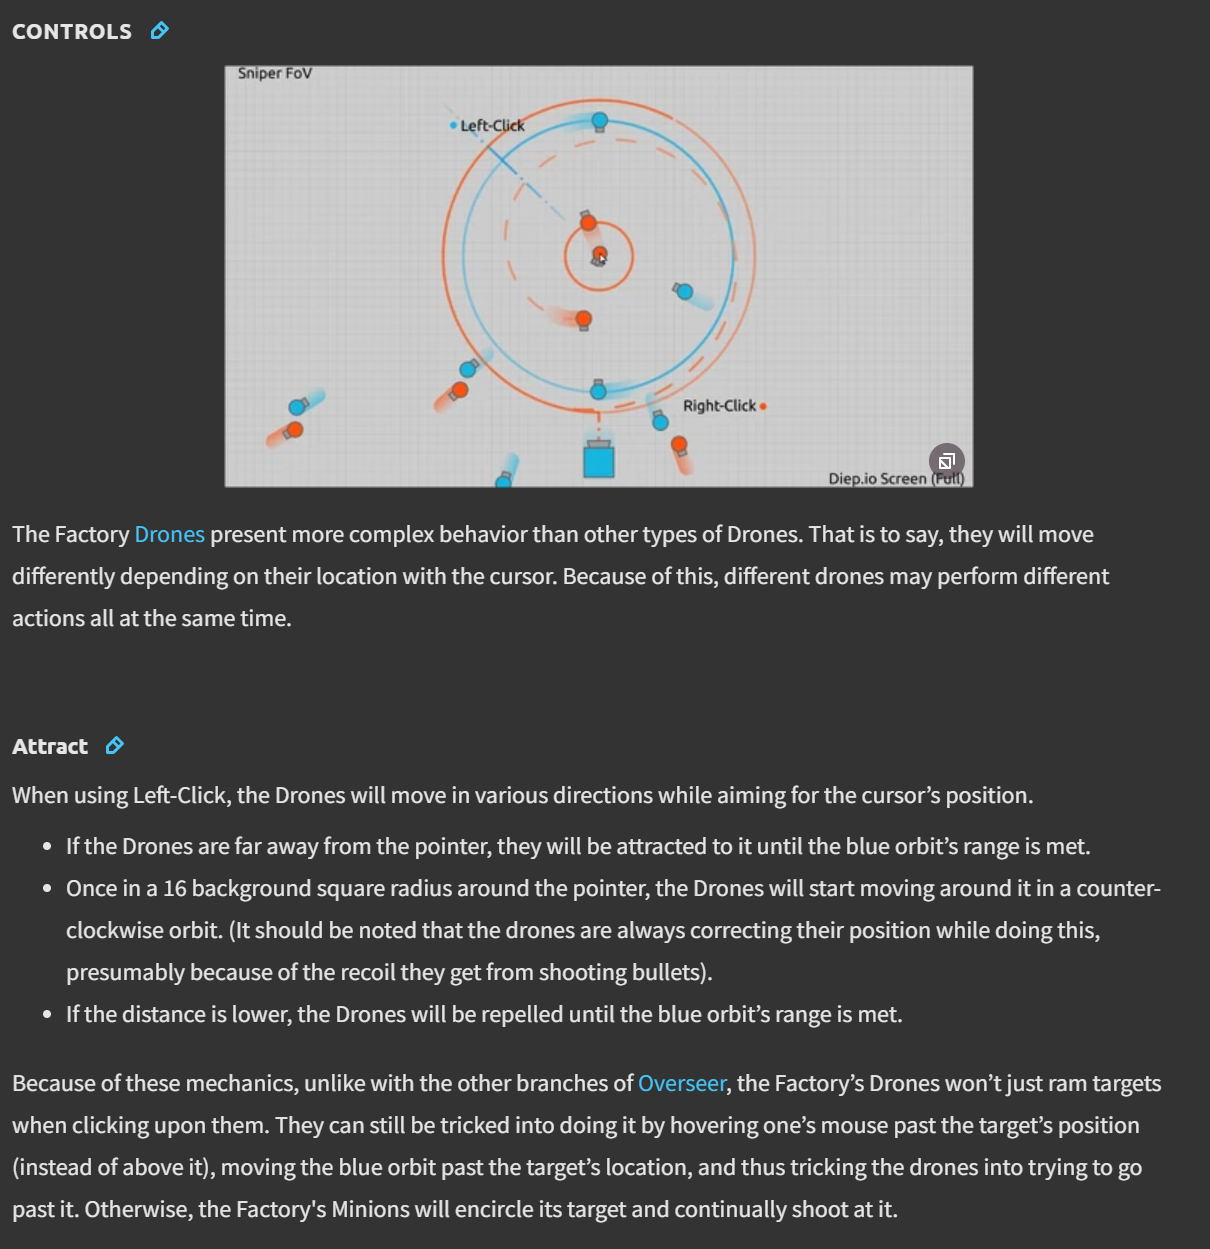 CONTROLS
Sniper FoV
Left-Click
Right-Click
Diep.io Screen (Full)
The Factory Drones present more complex behavior than other types of Drones. That is to say, they will move
differently depending on their location with the cursor. Because of this, different drones may perform different
actions all at the same time.
Attract
When using Left-Click, the Drones will move in various directions while aiming for the cursor’s position.
• If the Drones are far away from the pointer, they will be attracted to it until the blue orbit’s range is met.
• Once in a 16 background square radius around the pointer, the Drones will start moving around it in a counter-
clockwise orbit. (It should be noted that the drones are always correcting their position while doing this,
presumably because of the recoil they get from shooting bullets).
• If the distance is lower, the Drones will be repelled until the blue orbit’s range is met.
Because of these mechanics, unlike with the other branches of Overseer, the Factory’s Drones won’t just ram targets
when clicking upon them. They can still be tricked into doing it by hovering one’s mouse past the target’s position
(instead of above it), moving the blue orbit past the target’s location, and thus tricking the drones into trying to go
past it. Otherwise, the Factory's Minions will encircle its target and continually shoot at it.